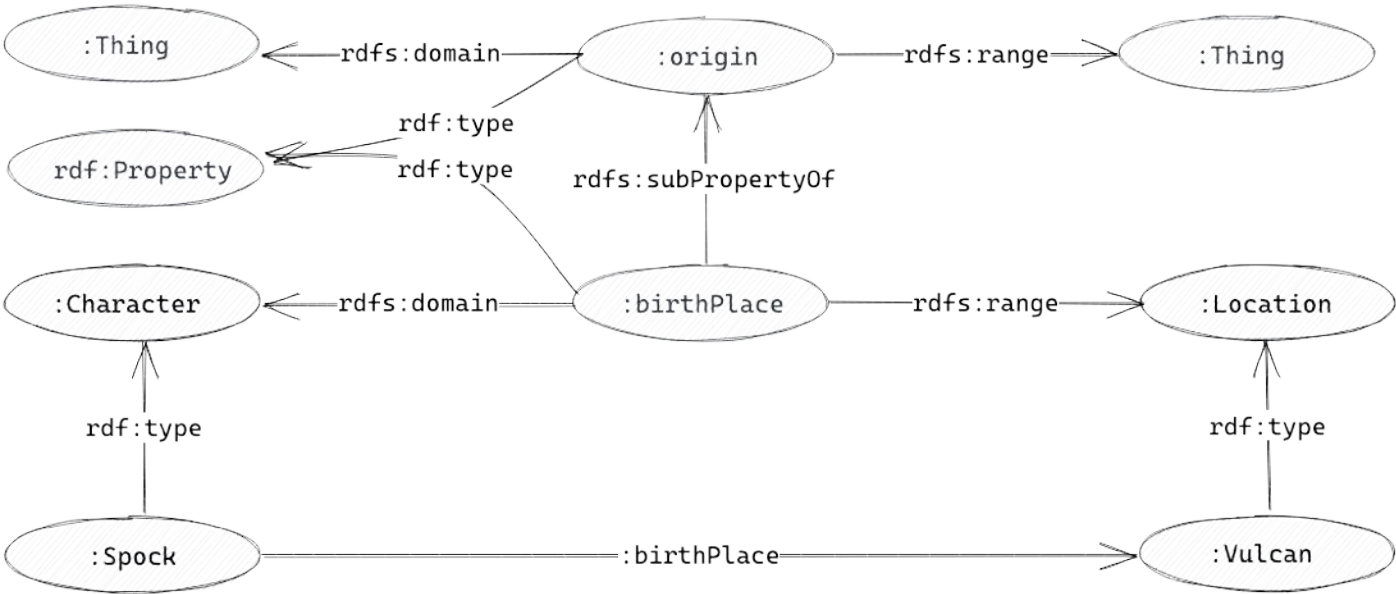 :Thing
rdfs:domain
:origin
rdfs:range
:Thing
rdf:type
rdf:Property
rdf:type
rdfs:subPropertyOf
:Character
rdfs:domain
:birthPlace
rdfs:range
:Location
rdf:type
rdf:type
:Spock
:birthPlace
:Vulcan